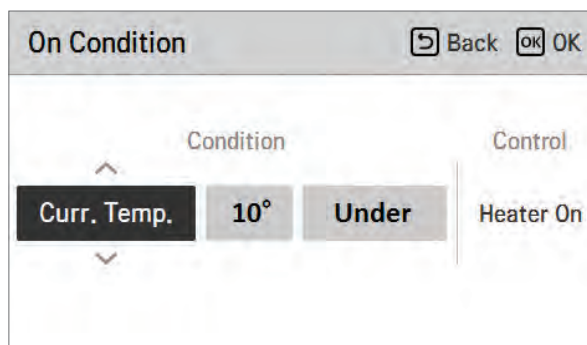 On Condition Back OK OK
Condition Control
Curr. Temp. 10° Under Heater On